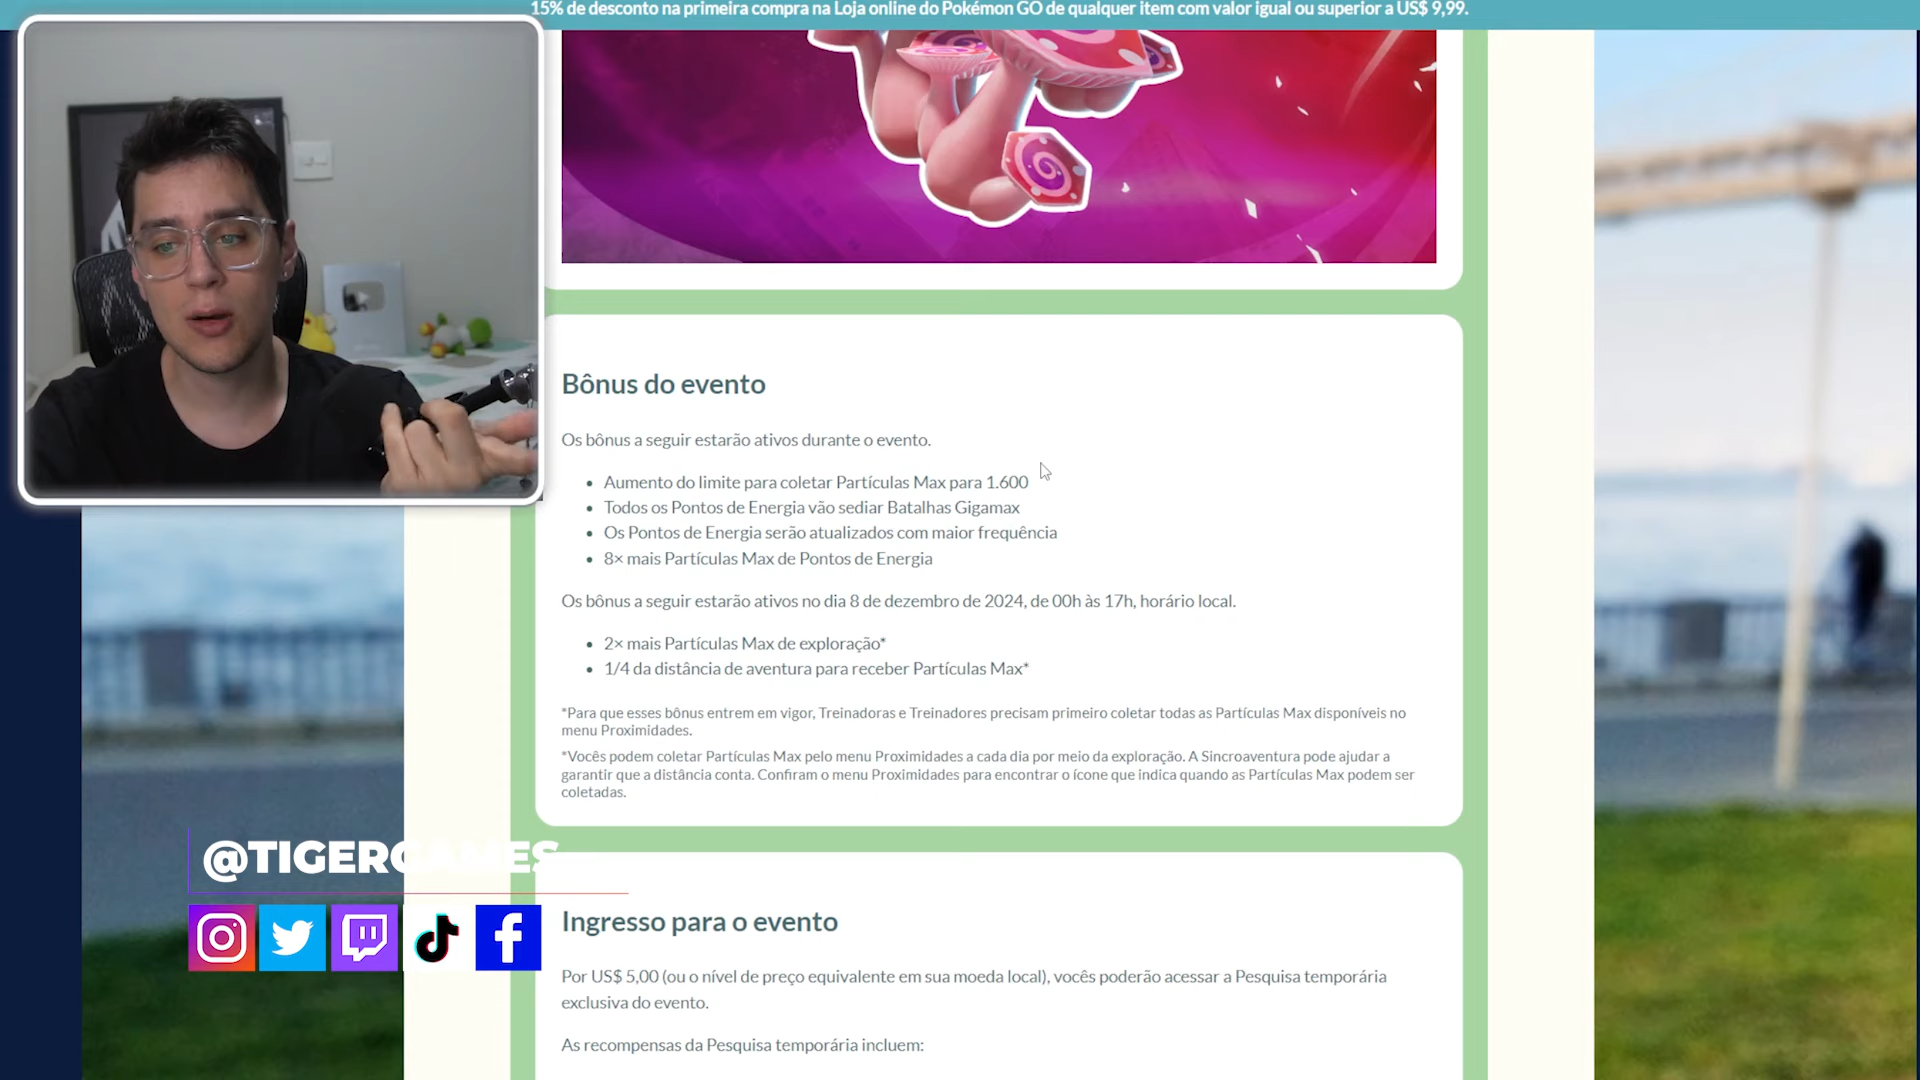 15% de desconto na primeira compra na Loja online do Pokémon GO de qualquer item com valor igual ou superior a US$ 9,99.
Bônus do evento
Os bônus a seguir estarão ativos durante o evento.
• Aumento do limite para coletar Partículas Max para 1.600
• Todos os Pontos de Energia vão sediar Batalhas Gigamax
• Os Pontos de Energia serão atualizados com maior frequência
• 8× mais Partículas Max de Pontos de Energia
Os bônus a seguir estarão ativos no dia 8 de dezembro de 2024, de 00h às 17h, horário local.
• 2× mais Partículas Max de exploração*
• 1/4 da distância de aventura para receber Partículas Max*
*Para que esses bônus entrem em vigor, Treinadoras e Treinadores precisam primeiro coletar todas as Partículas Max disponíveis no
menu Proximidades.
*Vocês podem coletar Partículas Max pelo menu Proximidades a cada dia por meio da exploração. A Sincroaventura pode ajudar a
garantir que a distância conta. Confiram o menu Proximidades para encontrar o ícone que indica quando as Partículas Max podem ser
coletadas.
@TIGERGAMES
Ingresso para o evento
Por US$ 5,00 (ou o nível de preço equivalente em sua moeda local), vocês poderão acessar a Pesquisa temporária
exclusiva do evento.
As recompensas da Pesquisa temporária incluem: